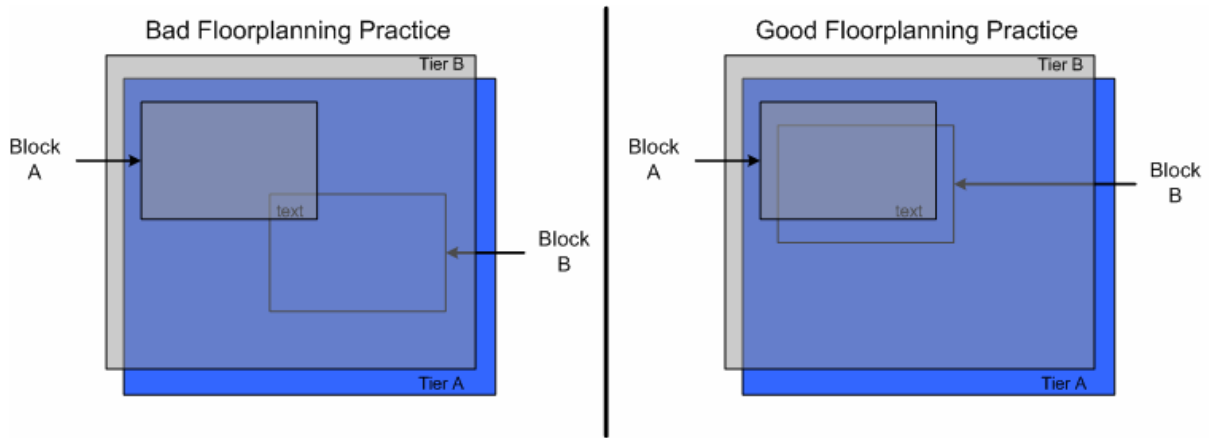 Bad Floorplanning Practice
Tier B
Block
A
text
Block
B
Tier A
Good Floorplanning Practice
Tier B
Block
A
Block
B
text
Tier A